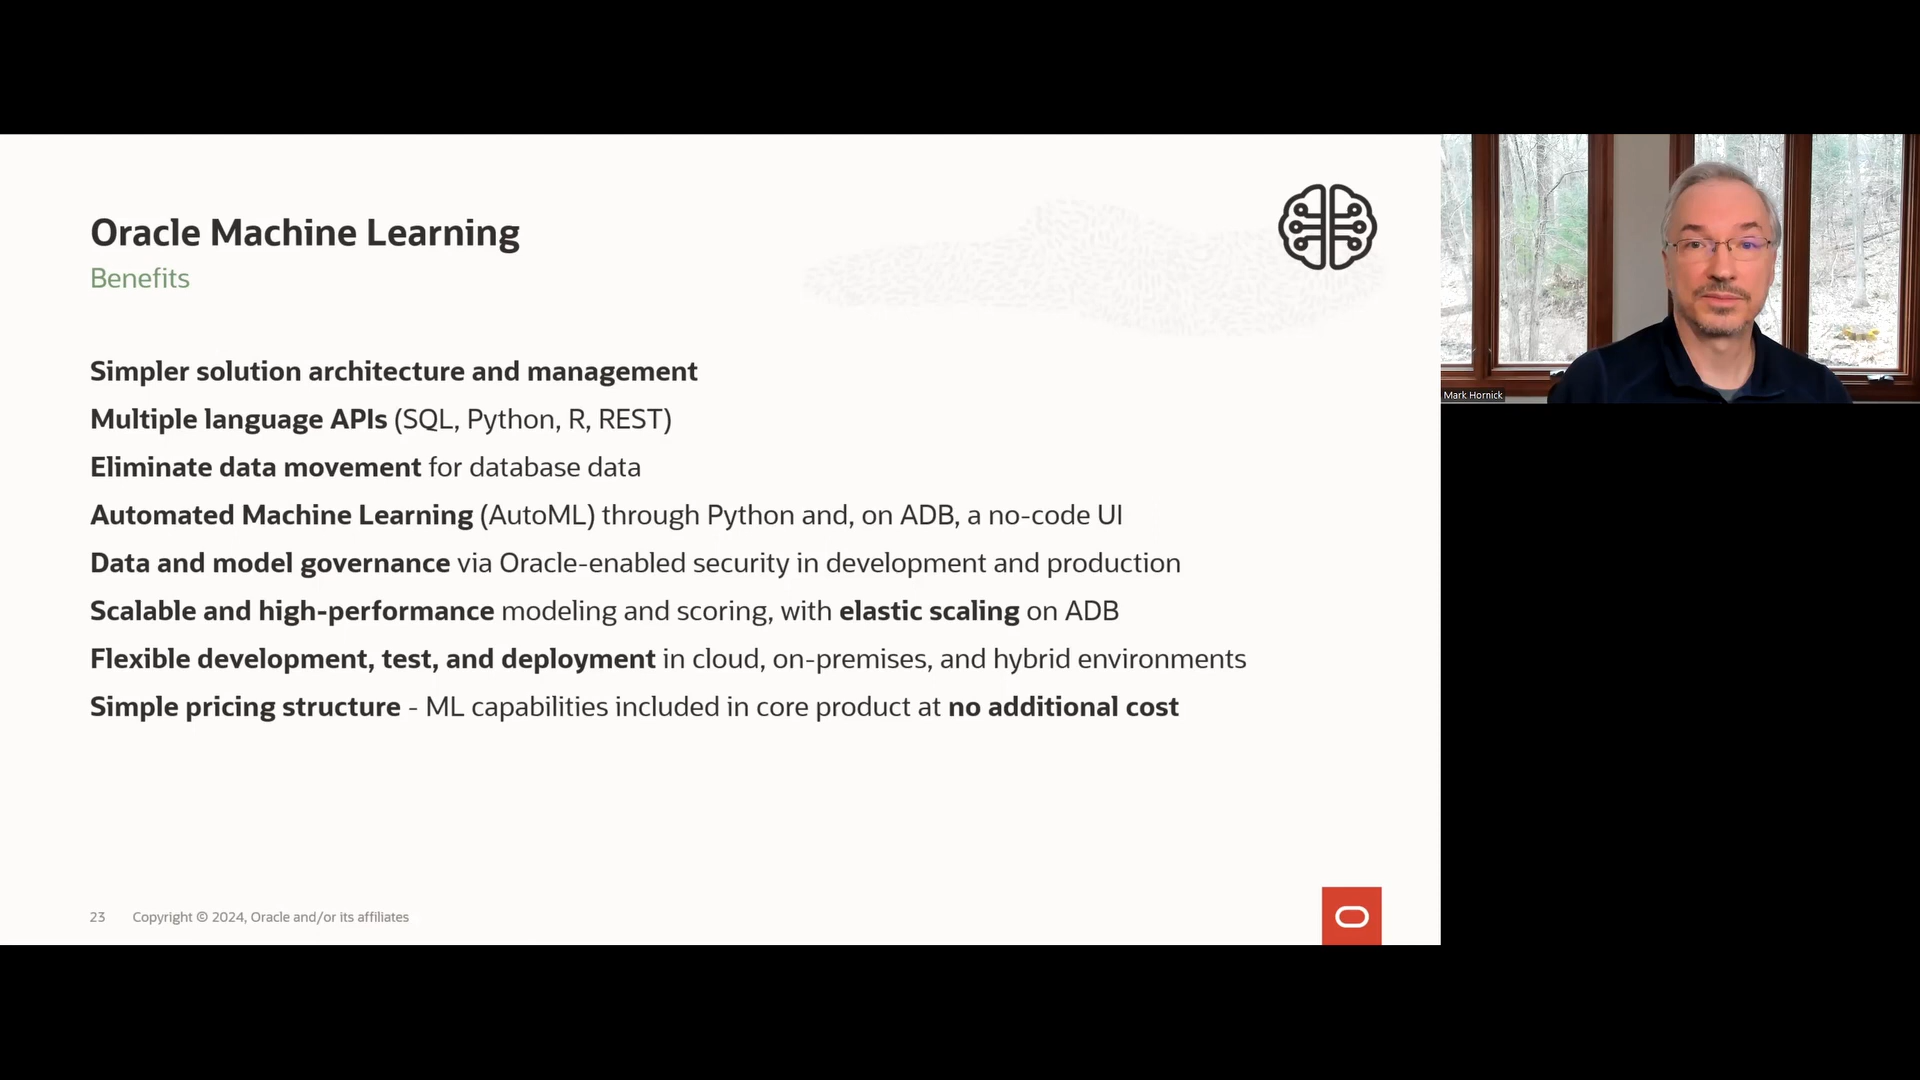 Oracle Machine Learning
Benefits
Simpler solution architecture and management
Multiple language APIs (SQL, Python, R, REST)
Eliminate data movement for database data
Automated Machine Learning (AutoML) through Python and, on ADB, a no-code UI
Data and model governance via Oracle-enabled security in development and production
Scalable and high-performance modeling and scoring, with elastic scaling on ADB
Flexible development, test, and deployment in cloud, on-premises, and hybrid environments
Simple pricing structure - ML capabilities included in core product at no additional cost
23 Copyright © 2024, Oracle and/or its affiliates
Mark Hornick